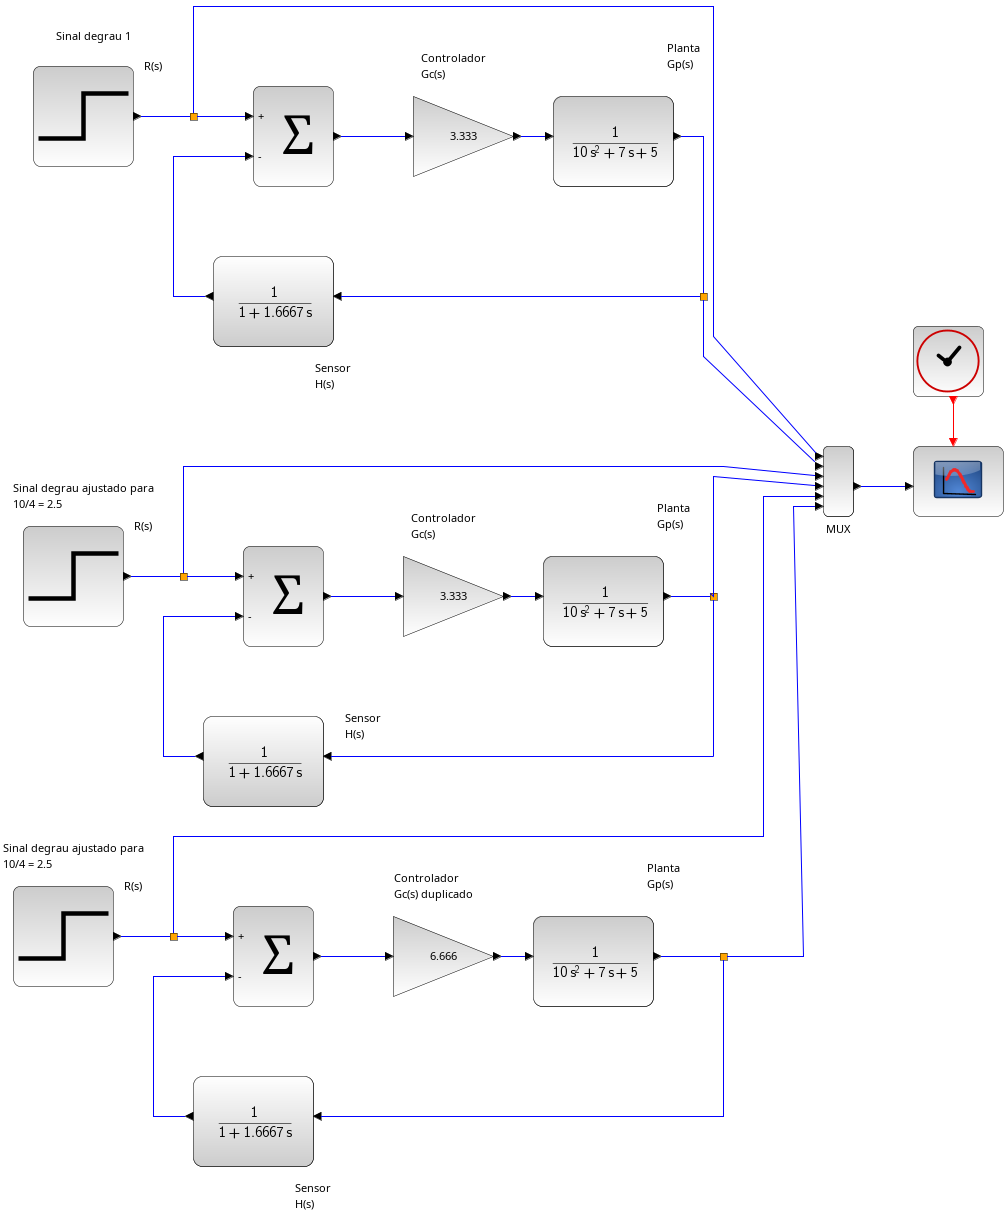 Sinal degrau 1
R(s)
Controlador
Gc(s)
Planta
Gp(s)
+
-
Σ
3.333
1
10 s² + 7 s + 5
1
1 + 1.6667 s
Sensor
H(s)
Sinal degrau ajustado para
10/4 = 2.5
R(s)
Controlador
Gc(s)
Planta
Gp(s)
MUX
+
-
Σ
3.333
1
10 s² + 7 s + 5
Sensor
H(s)
1
1 + 1.6667 s
Sinal degrau ajustado para
10/4 = 2.5
R(s)
Controlador
Gc(s) duplicado
Planta
Gp(s)
+
-
Σ
6.666
1
10 s² + 7 s + 5
1
1 + 1.6667 s
Sensor
H(s)